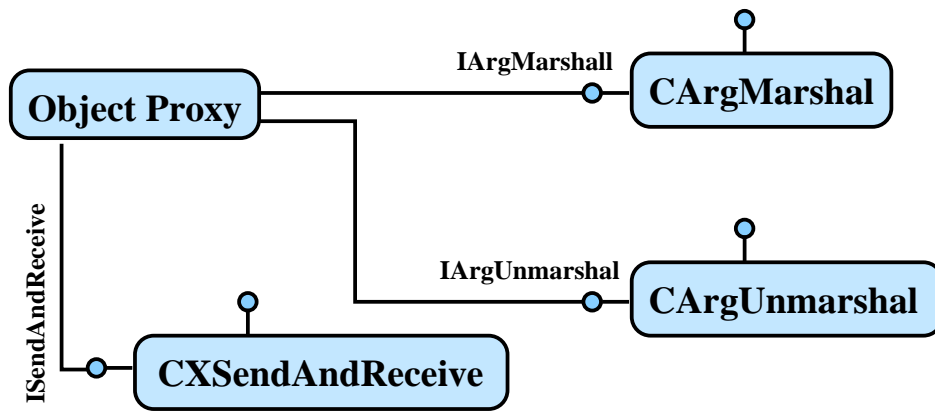 IArgMarshall
CArgMarshal
Object Proxy
ISendAndReceive
IArgUnmarshal
CArgUnmarshal
CXSendAndReceive